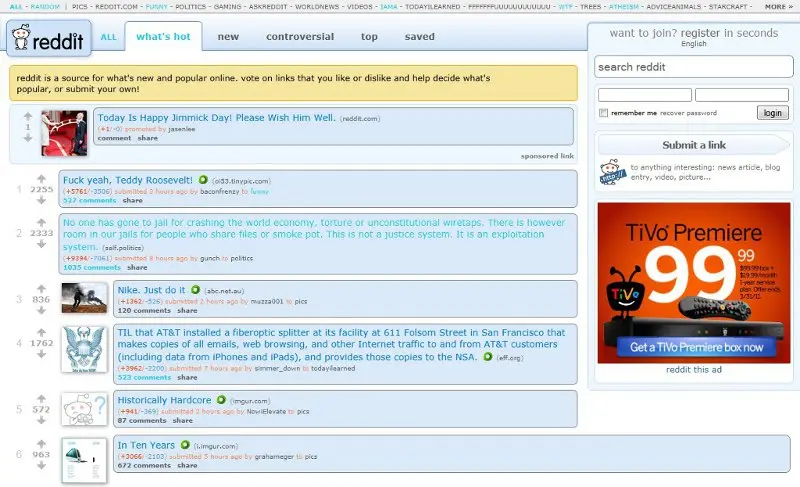 ALL - RANDOM | PICS - REDDIT.COM - FUNNY - POLITICS - GAMING - ASKREDDIT - WORLDNEWS - VIDEOS - IAMA - TODAYILEARNED - FFFFFFFUUUUUUUUUUUU - WTF - TREES - ATHEISM - ADVICEANIMALS - STARCRAFT - MORE »
reddit ALL what's hot new controversial top saved
want to join? register in seconds
English
search reddit
remember me recover password login
Submit a link
to anything interesting: news article, blog
entry, video, picture...
http://
TiVo Premiere
99 99
$99.99 box +
$19.99/month
1-year service
plan. Offer ends
TiVo
Get a TiVo Premiere box now
reddit this ad
reddit is a source for what's new and popular online. vote on links that you like or dislike and help decide what's
popular, or submit your own!
1
Today Is Happy Jimmick Day! Please Wish Him Well. (reddit.com)
(+1/-0) promoted by jasenlee
comment share
sponsored link
1 2255
Fuck yeah, Teddy Roosevelt! (oi53.tinypic.com)
(+5761/-3506) submitted 2 hours ago by baconfrenzy to funny
527 comments share
2 2333
No one has gone to jail for crashing the world economy, torture or unconstitutional wiretaps. There is however
room in our jails for people who share files or smoke pot. This is not a justice system. It is an exploitation
system. (self.politics)
(+9394/-7061) submitted 8 hours ago by gunch to politics
1035 comments share
3 836
Nike. Just do it (abc.net.au)
(+1362/-526) submitted 2 hours ago by muzza001 to pics
120 comments share
4 1762
TIL that AT&T installed a fiberoptic splitter at its facility at 611 Folsom Street in San Francisco that
makes copies of all emails, web browsing, and other Internet traffic to and from AT&T customers
(including data from iPhones and iPads), and provides those copies to the NSA. (eff.org)
(+3962/-2200) submitted 7 hours ago by simmer_down to todayilearned
523 comments share
5 572
?
Historically Hardcore (imgur.com)
(+941/-369) submitted 2 hours ago by NowIElevate to pics
87 comments share
6 963
In Ten Years (i.imgur.com)
(+3066/-2103) submitted 5 hours ago by grahameger to pics
672 comments share